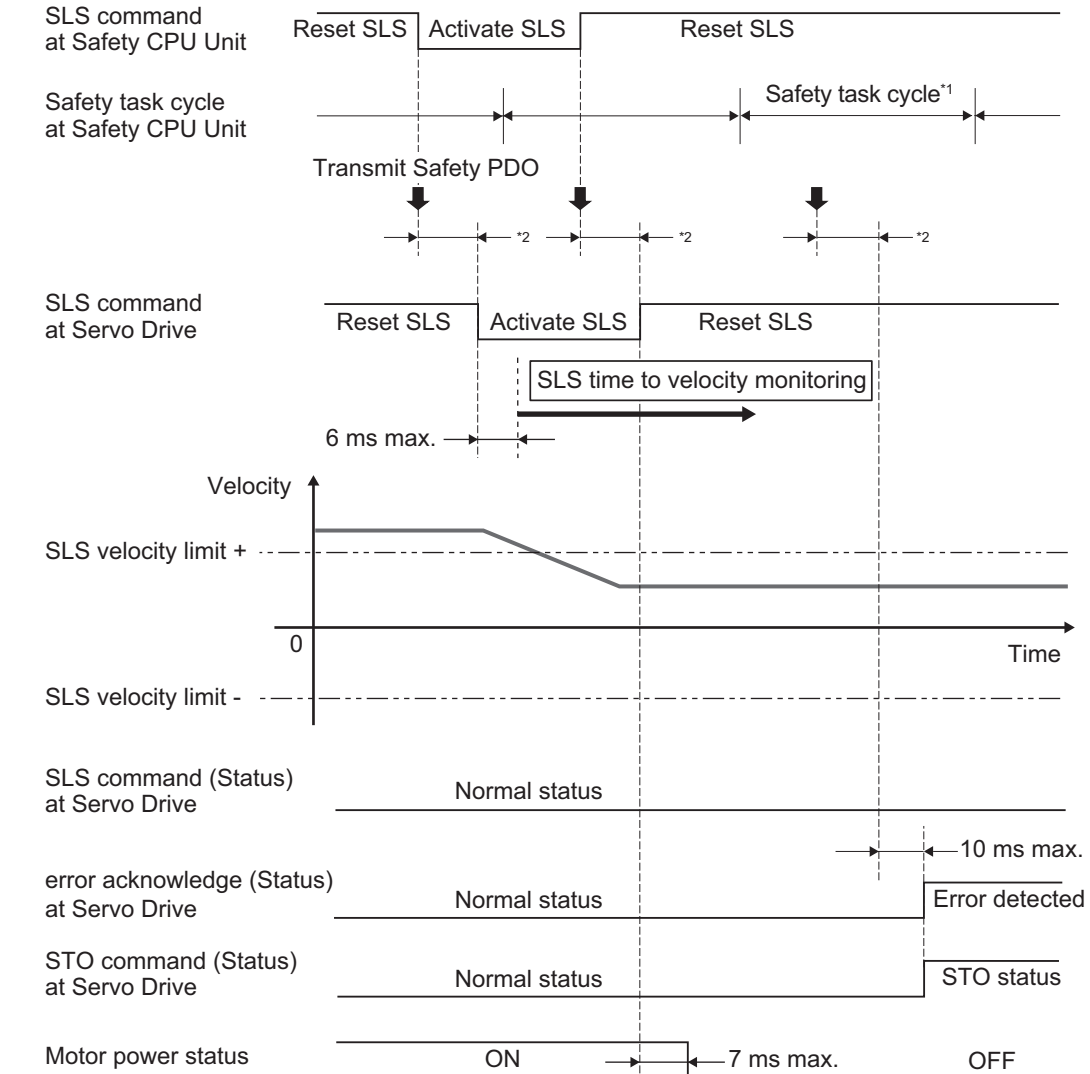 SLS command
at Safety CPU Unit
Reset SLS
Activate SLS
Reset SLS
Safety task cycle
at Safety CPU Unit
Safety task cycle*1
Transmit Safety PDO
*2
*2
*2
SLS command
at Servo Drive
Reset SLS
Activate SLS
Reset SLS
SLS time to velocity monitoring
6 ms max.
Velocity
SLS velocity limit +
0
Time
SLS velocity limit -
SLS command (Status)
at Servo Drive
Normal status
10 ms max.
error acknowledge (Status)
at Servo Drive
Normal status
Error detected
STO command (Status)
at Servo Drive
Normal status
STO status
Motor power status
ON
7 ms max.
OFF